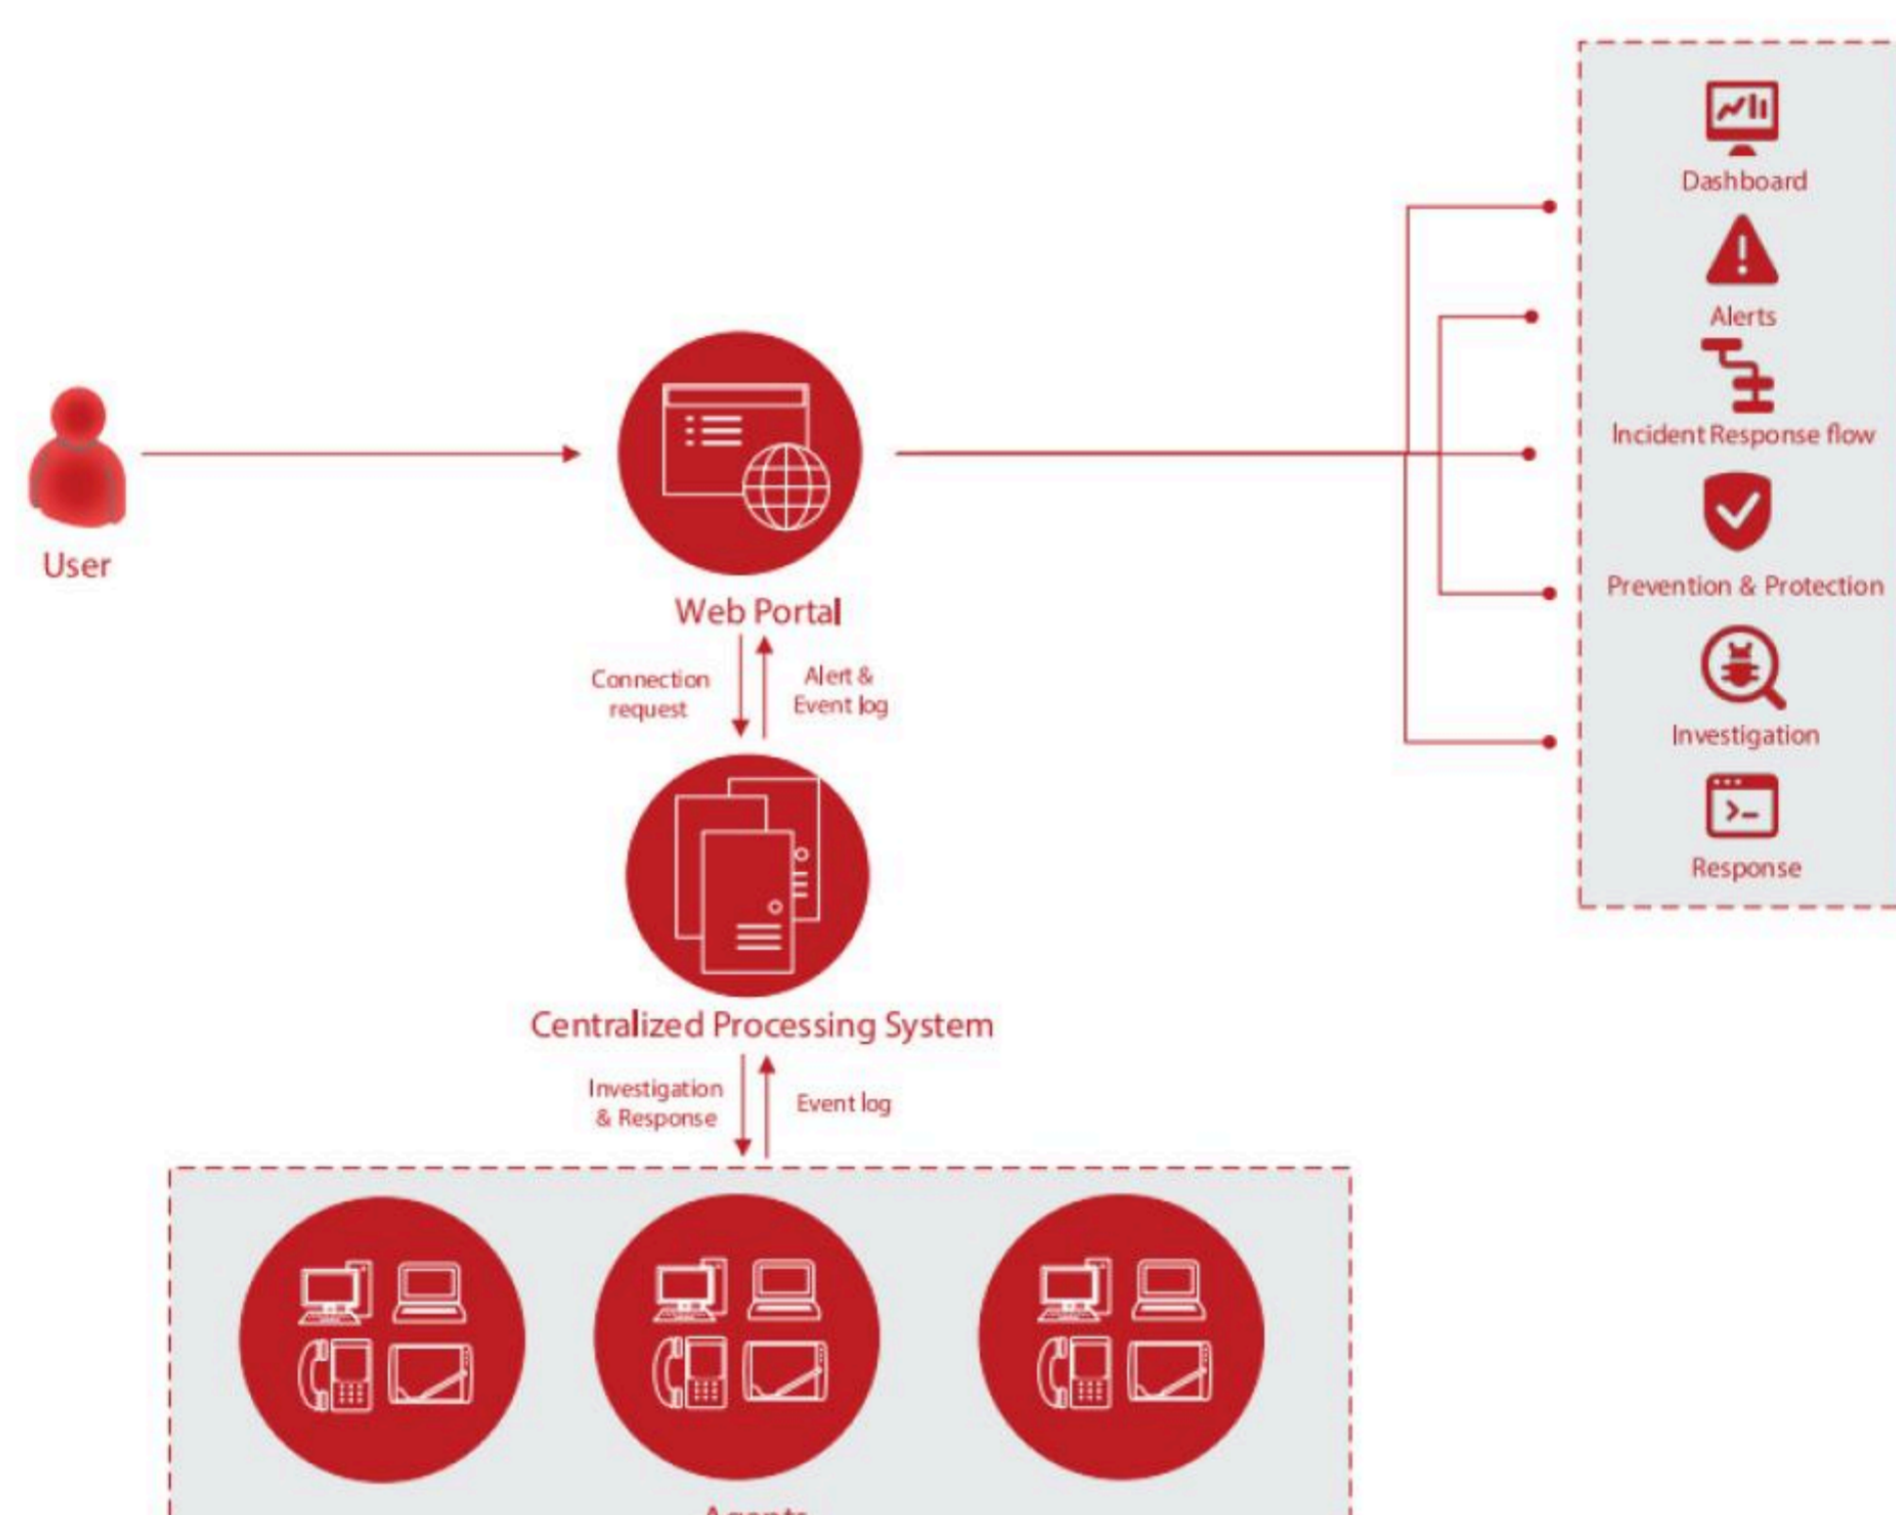 Dashboard
Alerts
Incident Response flow
User
Prevention & Protection
Web Portal
Connection
request
Alert &
Event log
Investigation
Response
Centralized Processing System
Investigation
& Response
Event log
Agents